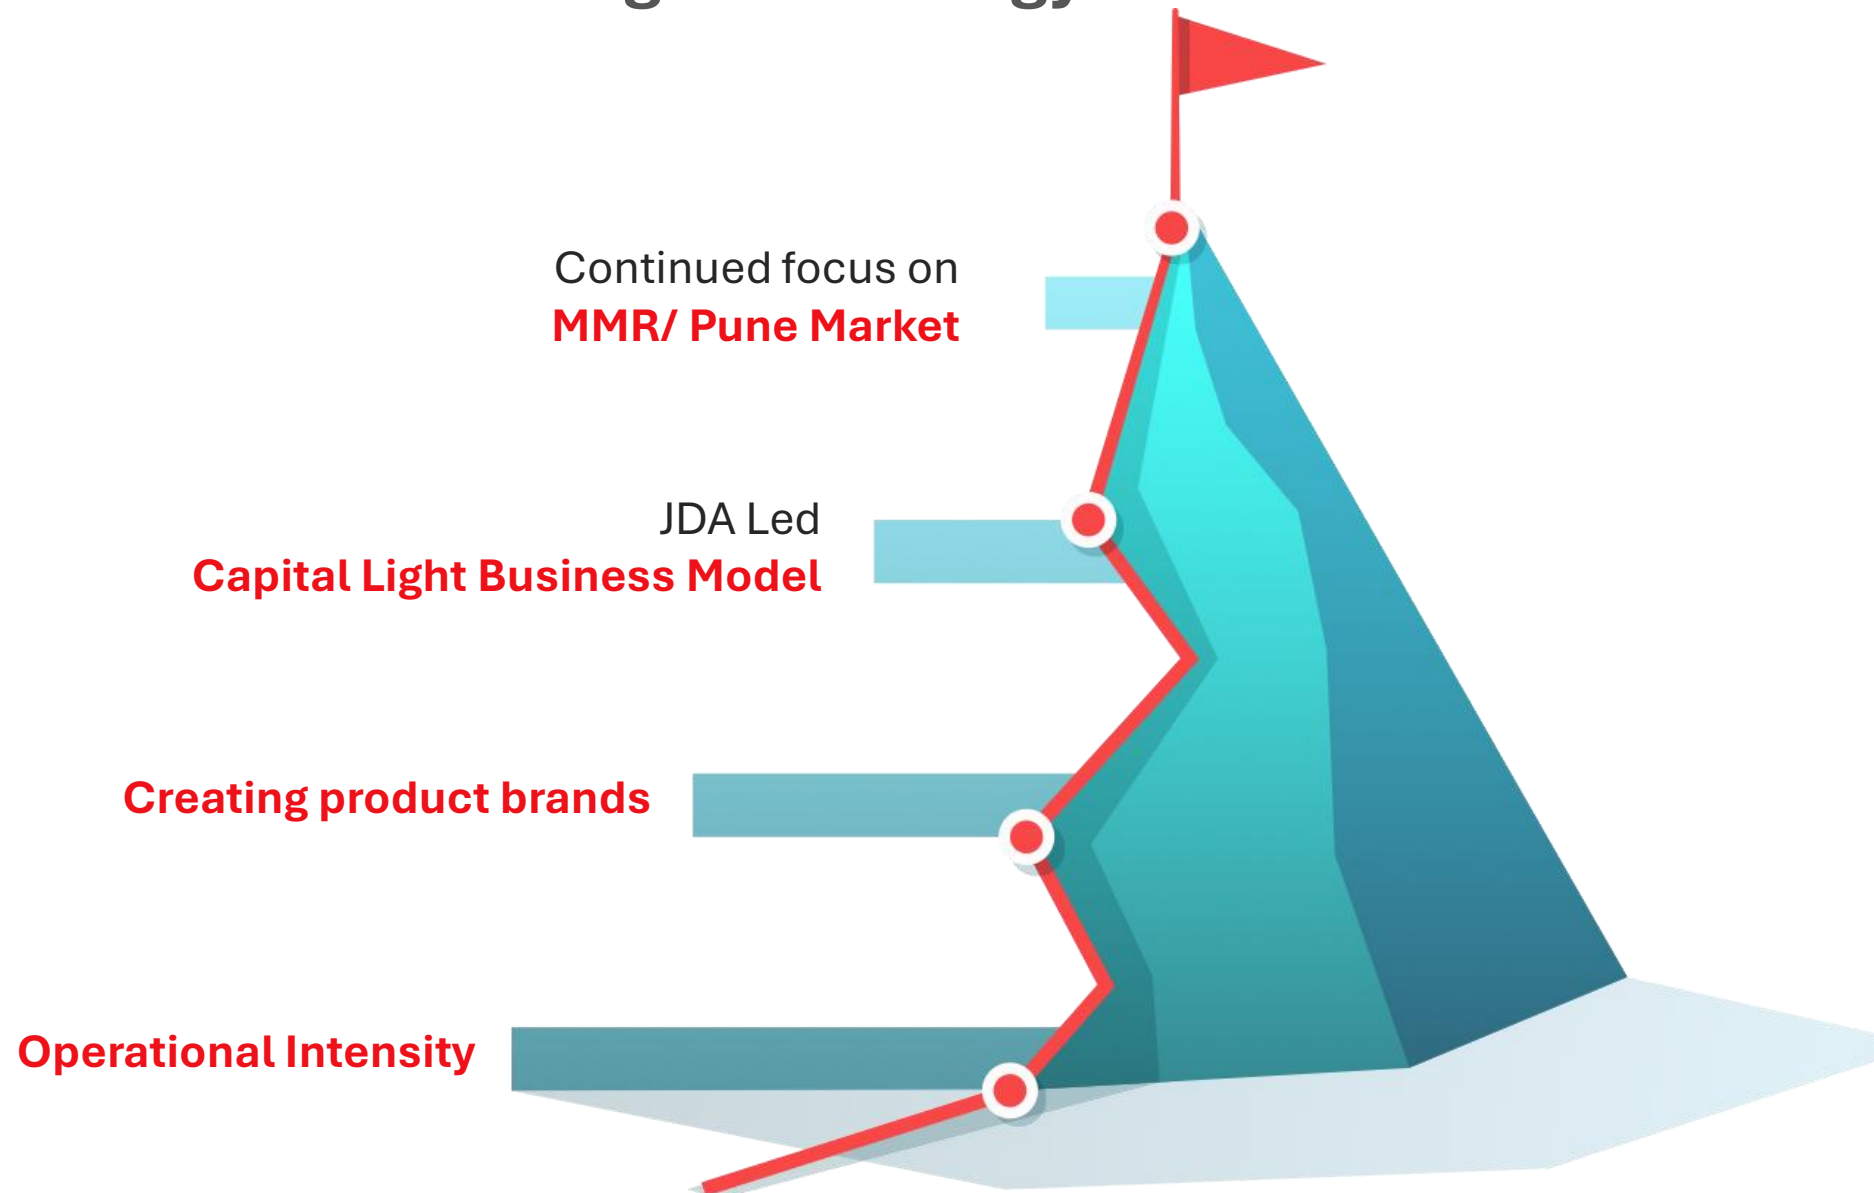 Continued focus on
MMR/ Pune Market
JDA Led
Capital Light Business Model
Creating product brands
Operational Intensity